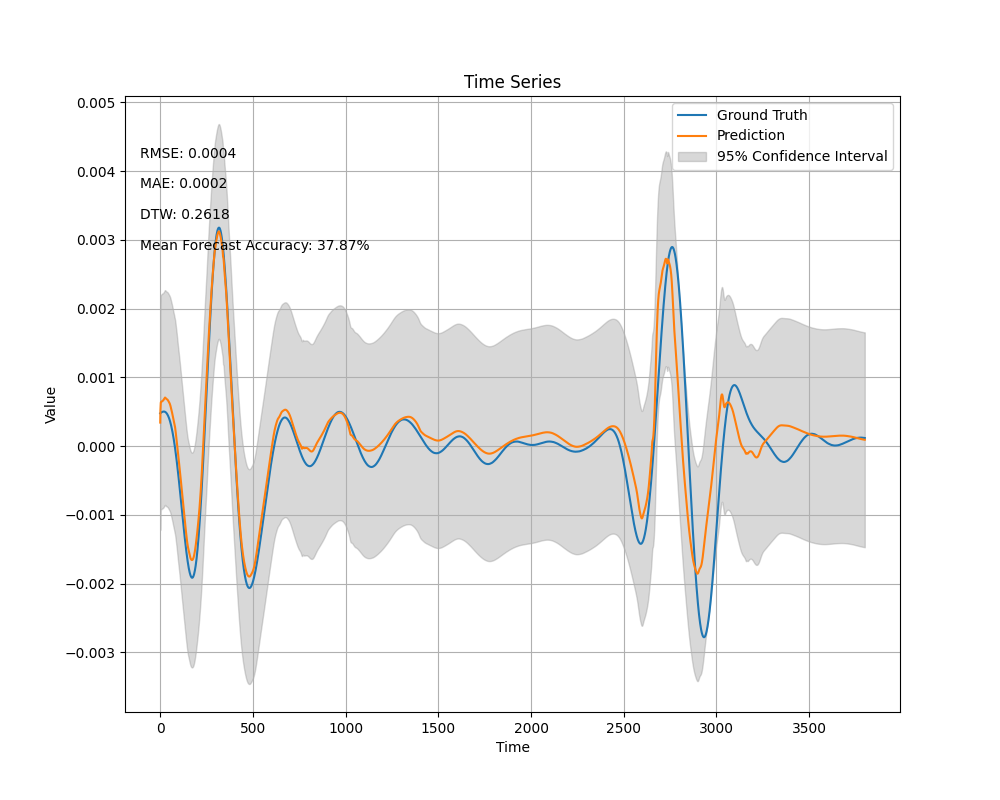 Time Series
Ground Truth
Prediction
95% Confidence Interval
RMSE: 0.0004
MAE: 0.0002
DTW: 0.2618
Mean Forecast Accuracy: 37.87%
0.005
0.004
0.003
0.002
0.001
0.000
−0.001
−0.002
−0.003
Value
0 500 1000 1500 2000 2500 3000 3500
Time